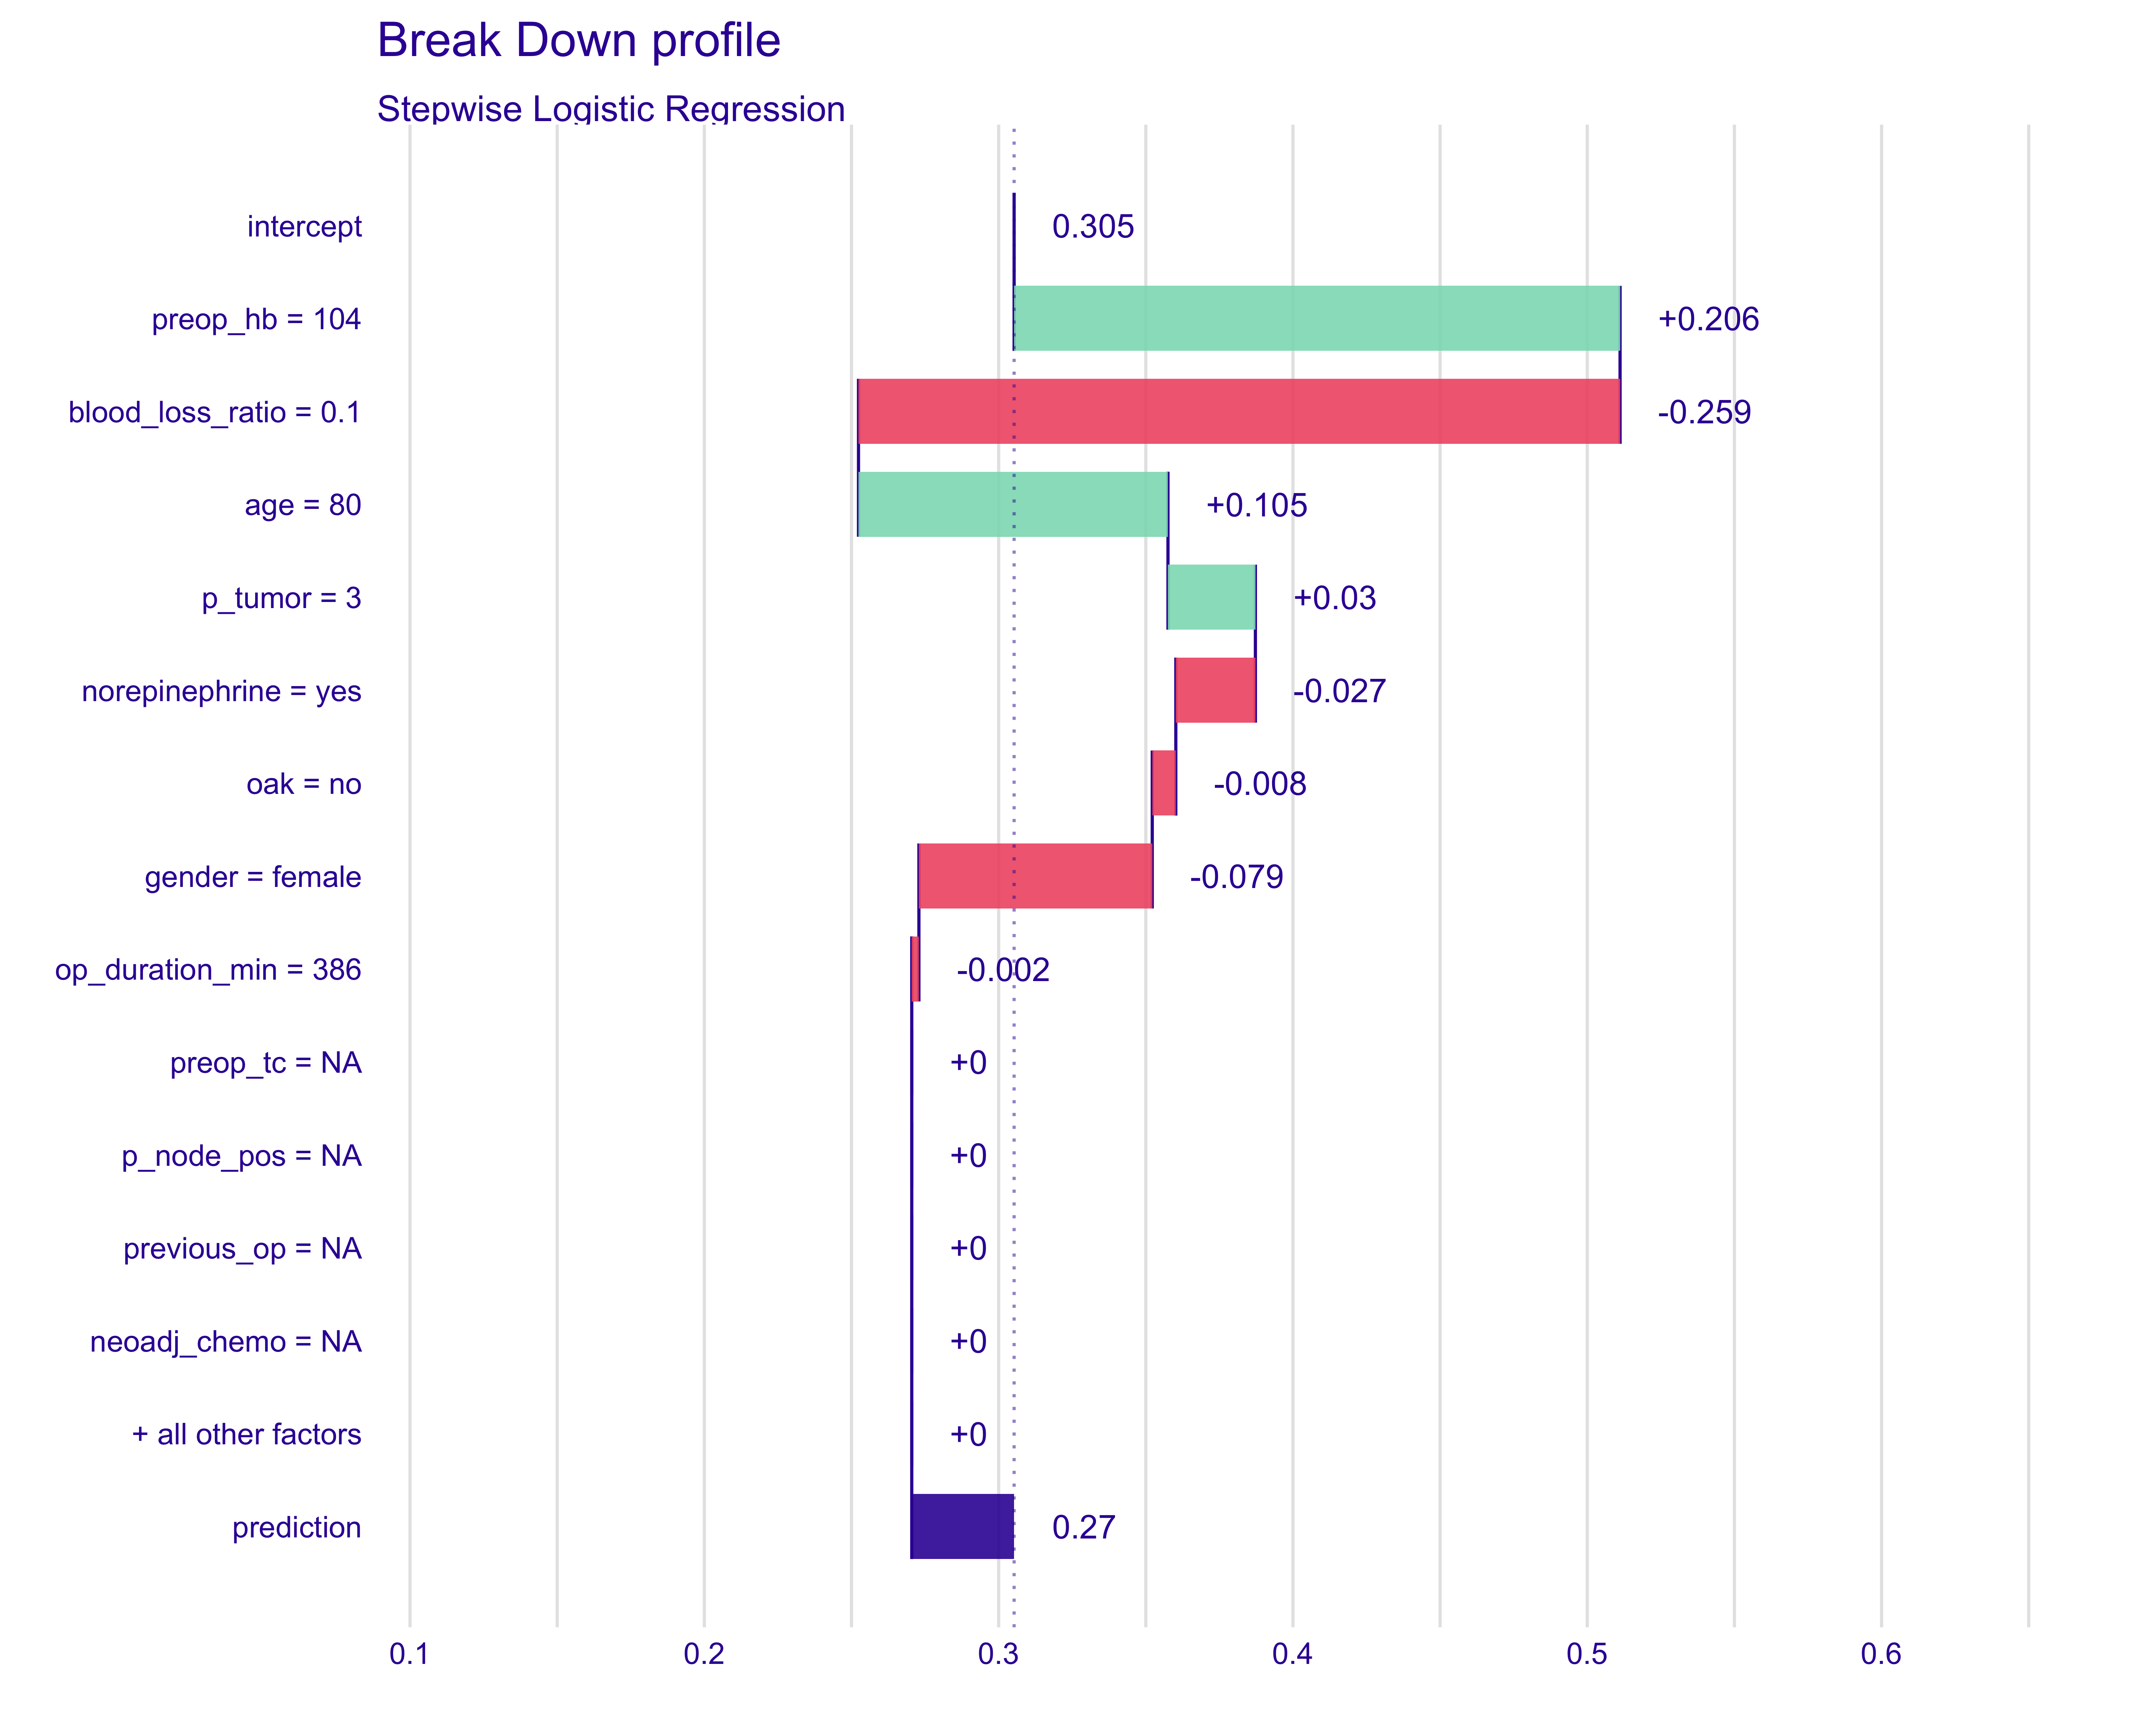 Break Down profile
Stepwise Logistic Regression
intercept 0.305
preop_hb = 104 +0.206
blood_loss_ratio = 0.1 -0.259
age = 80 +0.105
p_tumor = 3 +0.03
norepinephrine = yes -0.027
oak = no -0.008
gender = female -0.079
op_duration_min = 386 -0.002
preop_tc = NA +0
p_node_pos = NA +0
previous_op = NA +0
neoadj_chemo = NA +0
+ all other factors +0
prediction 0.27
0.1 0.2 0.3 0.4 0.5 0.6